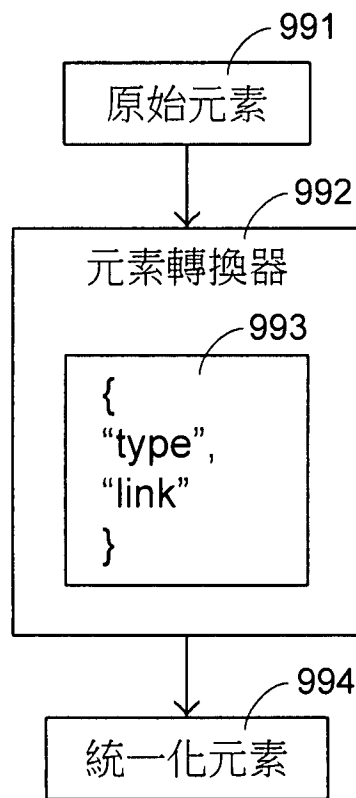 991
原始元素
992
元素轉換器
993
{
“type”,
“link”
}
994
統一化元素